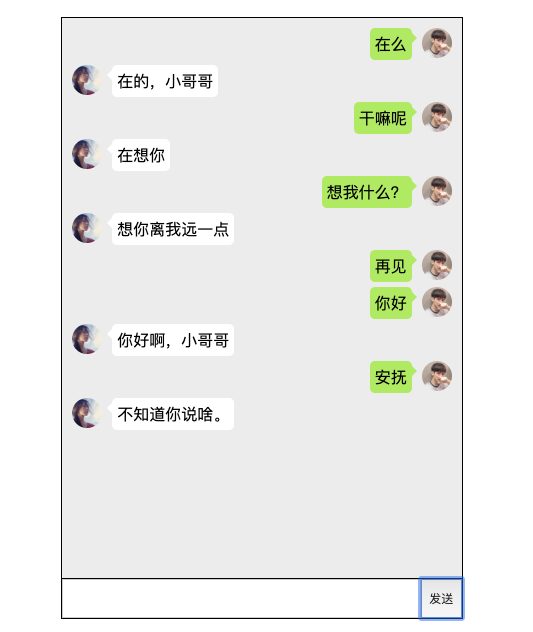 在么
在的，小哥哥
干嘛呢
在想你
想我什么？
想你离我远一点
再见
你好
你好啊，小哥哥
安抚
不知道你说啥。
发送